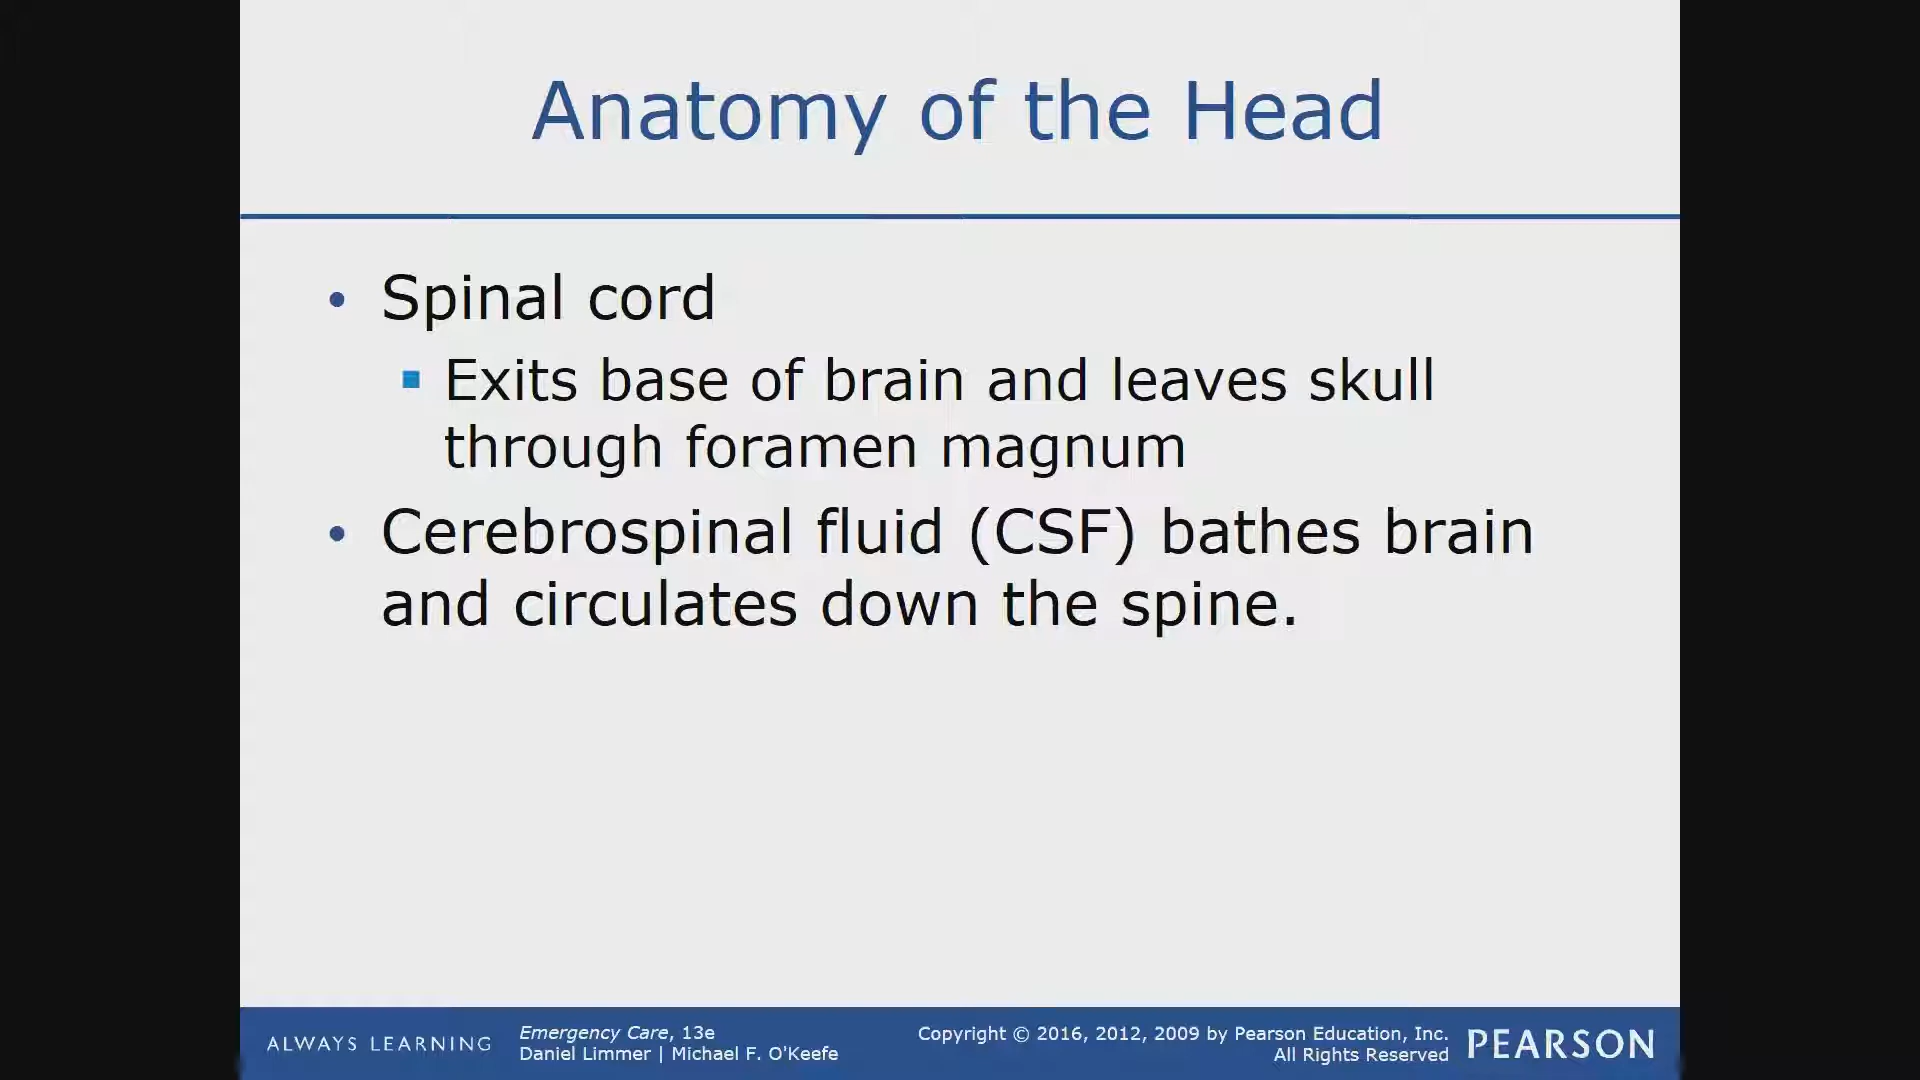 Anatomy of the Head
• Spinal cord
▪ Exits base of brain and leaves skull
through foramen magnum
• Cerebrospinal fluid (CSF) bathes brain
and circulates down the spine.
ALWAYS LEARNING
Emergency Care, 13e
Daniel Limmer | Michael F. O'Keefe
Copyright © 2016, 2012, 2009 by Pearson Education, Inc.
All Rights Reserved
PEARSON